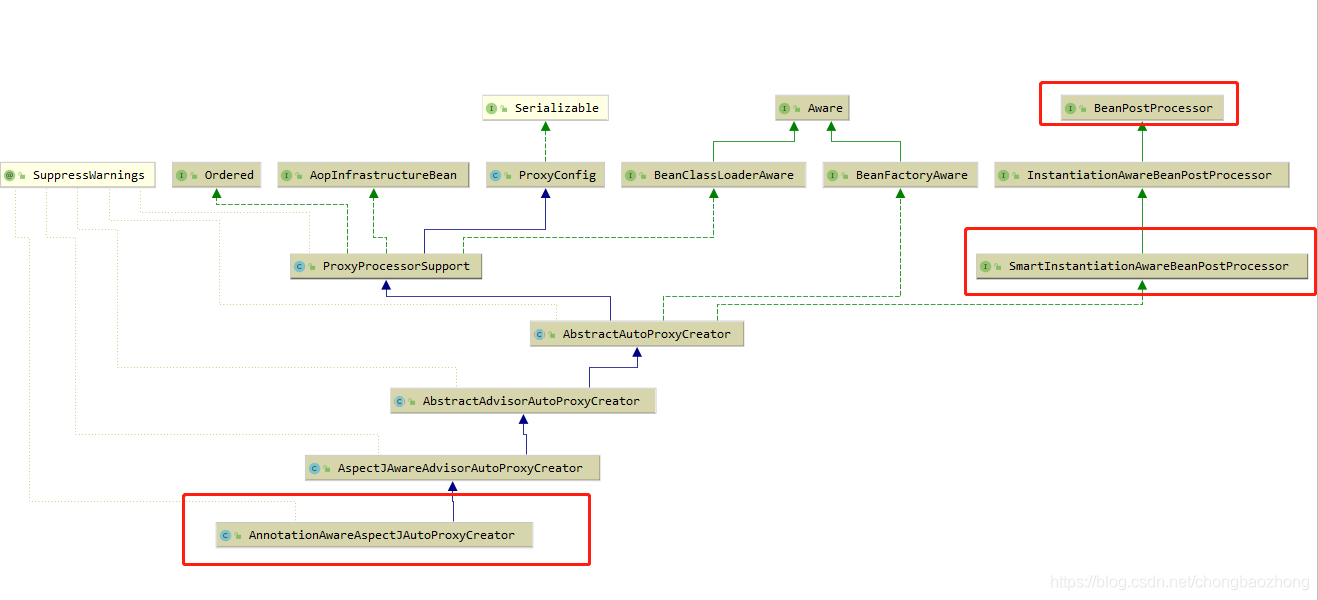 Serializable
Aware
BeanPostProcessor
SuppressWarnings
Ordered
AopInfrastructureBean
ProxyConfig
BeanClassLoaderAware
BeanFactoryAware
InstantiationAwareBeanPostProcessor
ProxyProcessorSupport
SmartInstantiationAwareBeanPostProcessor
AbstractAutoProxyCreator
AbstractAdvisorAutoProxyCreator
AspectJAwareAdvisorAutoProxyCreator
AnnotationAwareAspectJAutoProxyCreator
https://blog.csdn.net/chongbaozhong